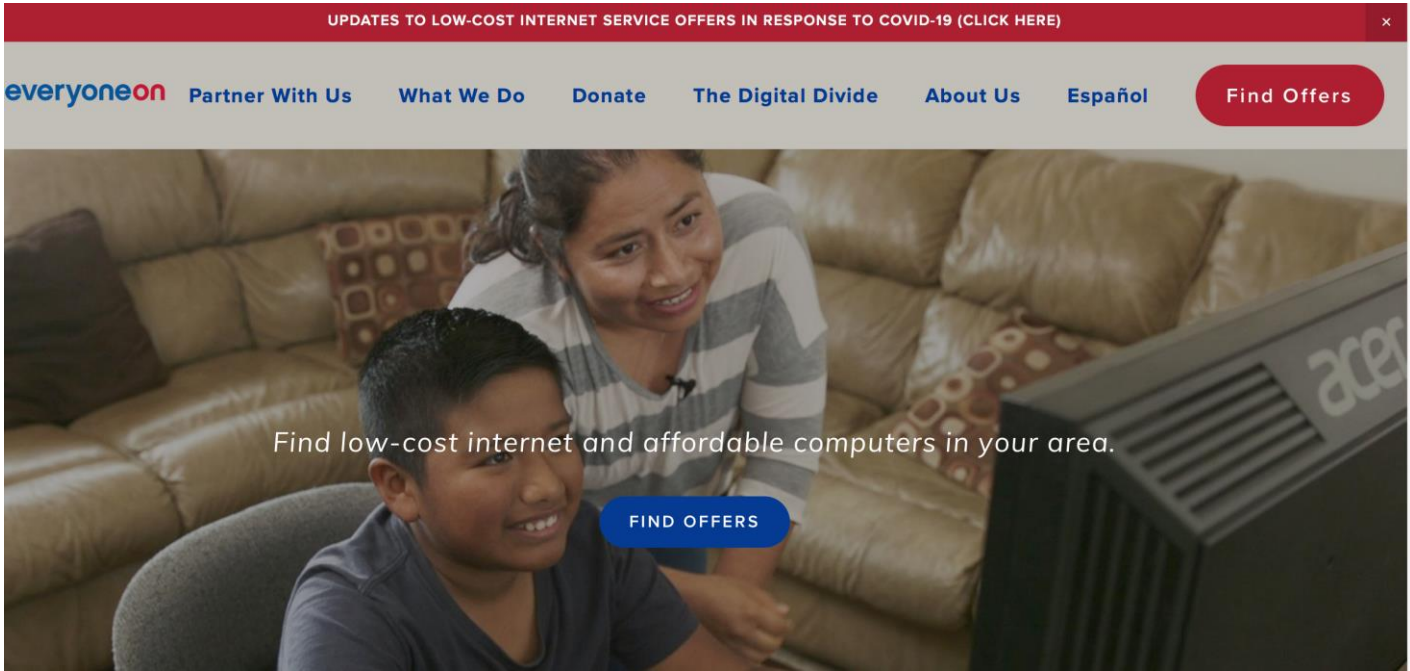 UPDATES TO LOW-COST INTERNET SERVICE OFFERS IN RESPONSE TO COVID-19 (CLICK HERE) ×
everyoneon Partner With Us What We Do Donate The Digital Divide About Us Español Find Offers
acer
Find low-cost internet and affordable computers in your area.
FIND OFFERS